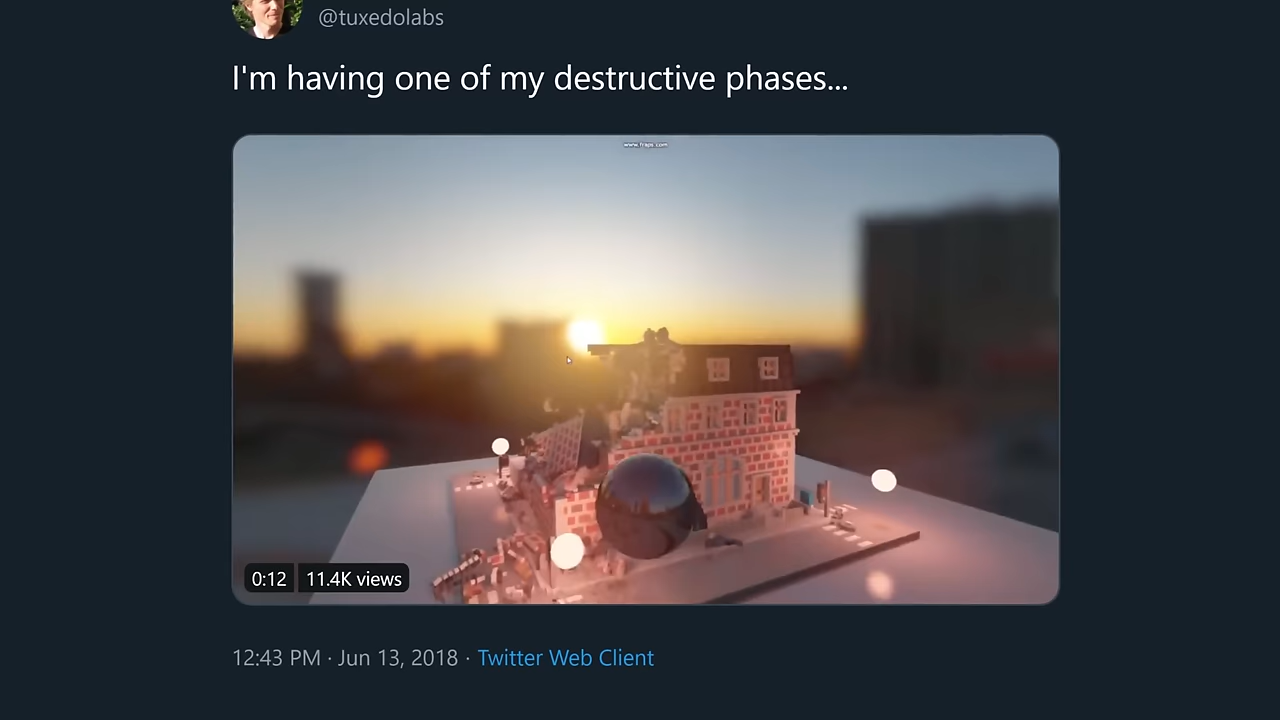 @tuxedolabs
I'm having one of my destructive phases...
www.fraps.com
0:12 11.4K views
12:43 PM · Jun 13, 2018 · Twitter Web Client